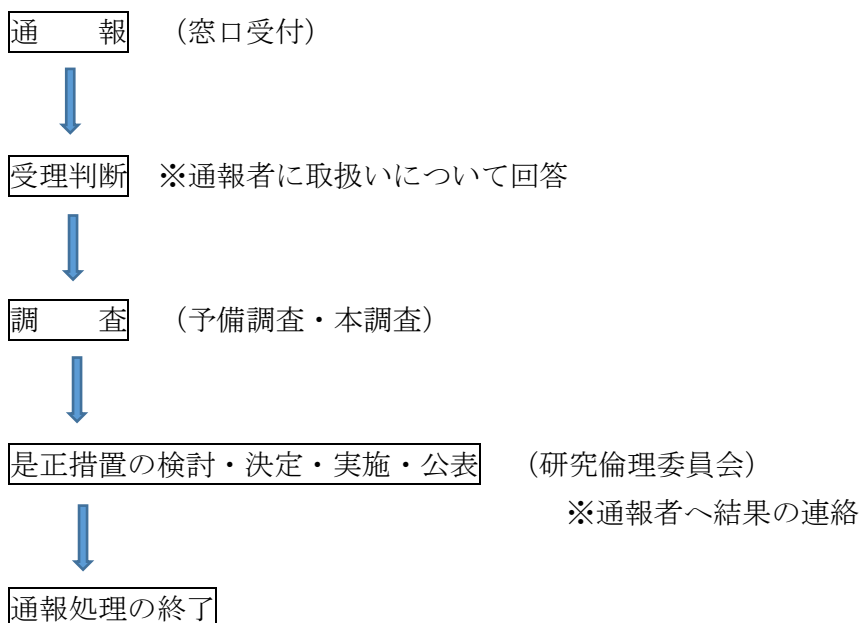 通　　報　（窓口受付）
受理判断　※通報者に取扱いについて回答
調　　査　（予備調査・本調査）
是正措置の検討・決定・実施・公表　（研究倫理委員会）
※通報者へ結果の連絡
通報処理の終了